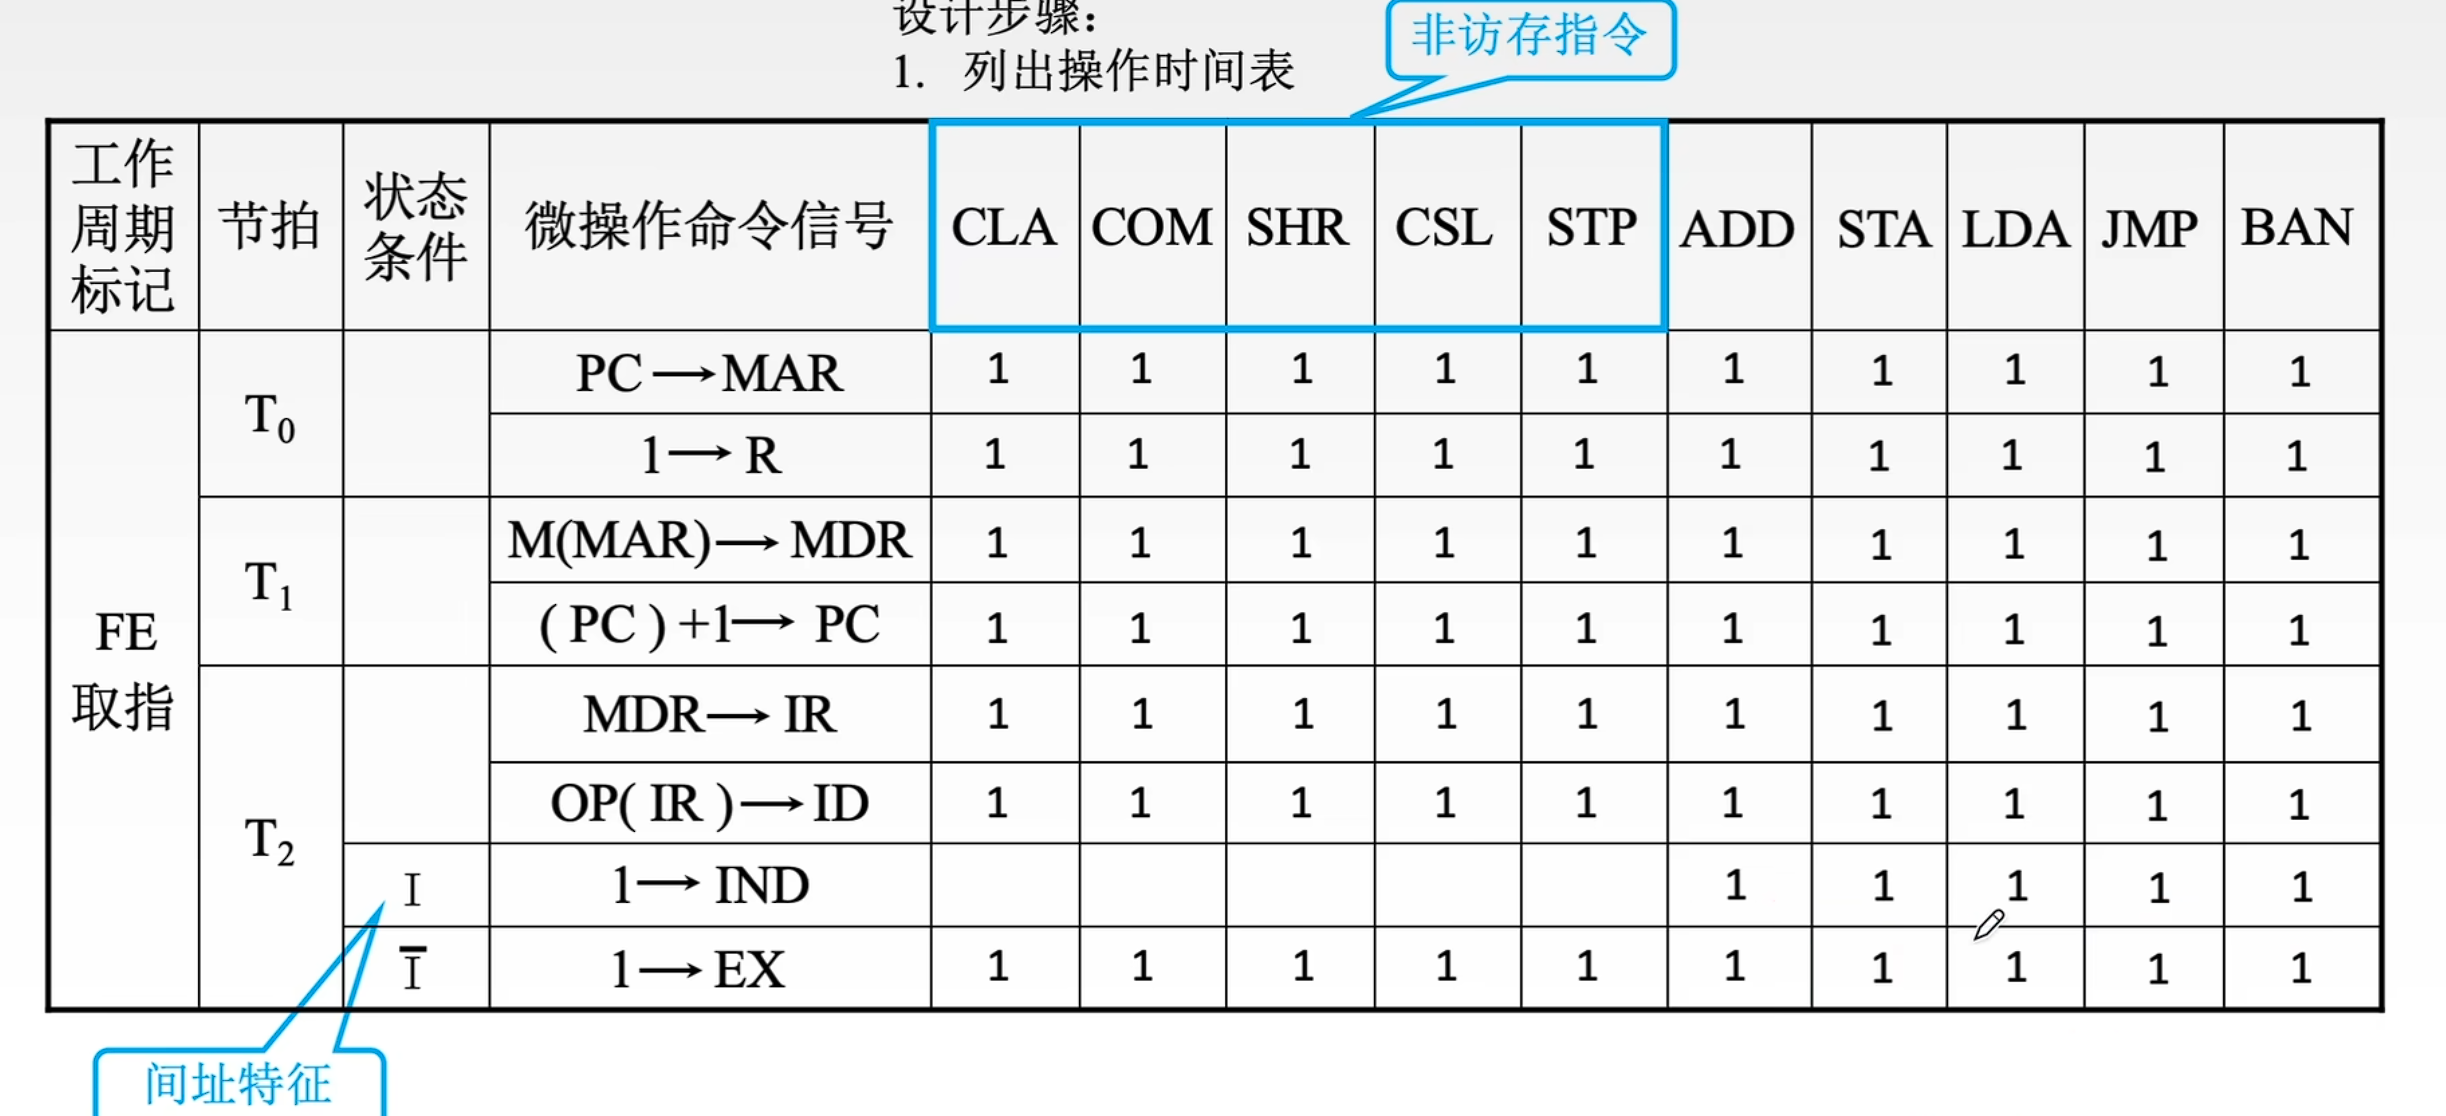 设计步骤：
1. 列出操作时间表
非访存指令
工作周期标记 节拍 状态条件 微操作命令信号 CLA COM SHR CSL STP ADD STA LDA JMP BAN
FE 取指
T₀ PC→MAR 1 1 1 1 1 1 1 1 1 1
1→R 1 1 1 1 1 1 1 1 1 1
T₁ M(MAR)→MDR 1 1 1 1 1 1 1 1 1 1
(PC)+1→PC 1 1 1 1 1 1 1 1 1 1
T₂ MDR→IR 1 1 1 1 1 1 1 1 1 1
OP(IR)→ID 1 1 1 1 1 1 1 1 1 1
I 1→IND 1 1 1 1 1
Ī 1→EX 1 1 1 1 1 1 1 1 1 1
间址特征